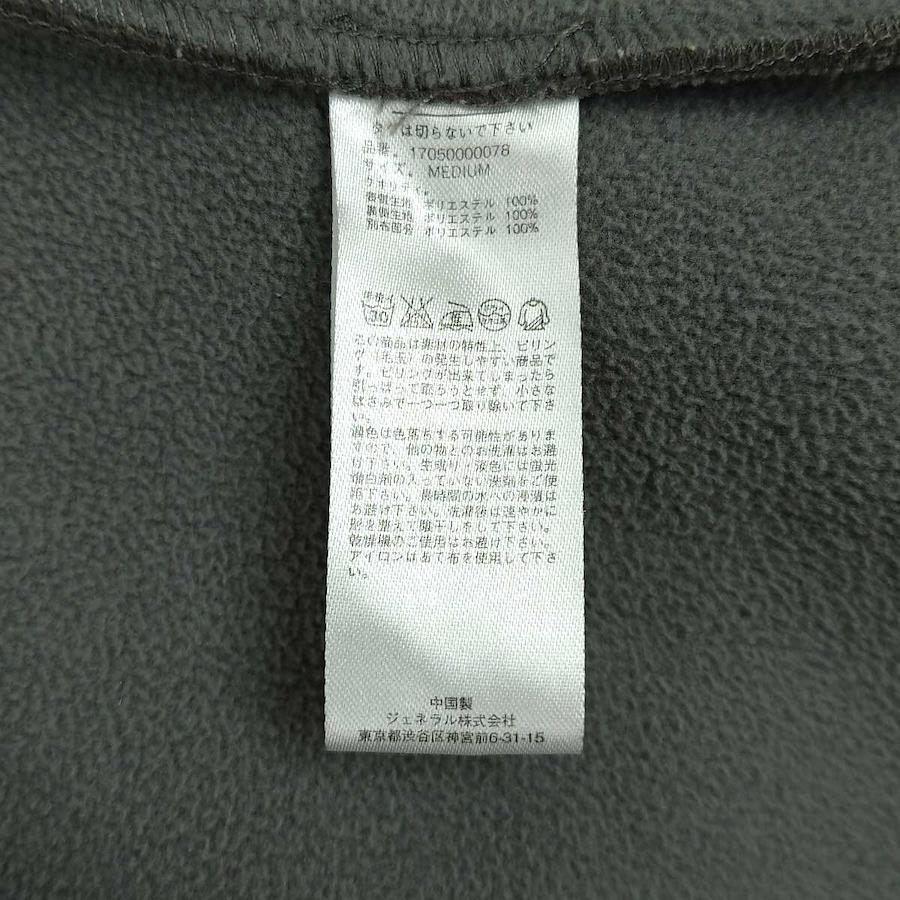 は切らないで下さい
品番. 17050000078
サイズ. MEDIUM
クオリティ.
表側生地 ポリエステル 100%
裏側生地 ポリエステル 100%
別布部分 ポリエステル 100%
手洗イ
30
この商品は素材の特性上、ピリン
グ(毛玉)の発生しやすい商品で
す。ピリングが出来てしまったら
引っぱって取ろうとせず、小さな
はさみで一つ一つ取り除いて下さ
い。
濃色は色落ちする可能性がありま
すので、他の物とのお洗濯はお避
け下さい。生成り・淡色には蛍光
増白剤の入っていない洗剤をご使
用下さい。長時間の水への浸漬は
お避け下さい。洗濯後は速やかに
形を整えて陰干しをして下さい。
乾燥機のご使用はお避け下さい。
アイロンはあて布を使用して下さ
い。
中国製
ジェネラル株式会社
東京都渋谷区神宮前6-31-15